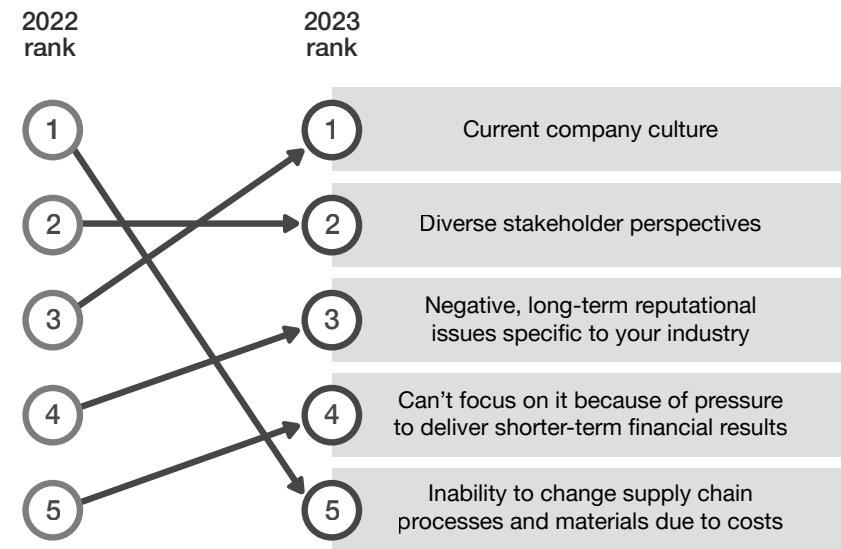 2022
rank
2023
rank
1
1
Current company culture
2
2
Diverse stakeholder perspectives
3
3
Negative, long-term reputational
issues specific to your industry
4
4
Can’t focus on it because of pressure
to deliver shorter-term financial results
5
5
Inability to change supply chain
processes and materials due to costs